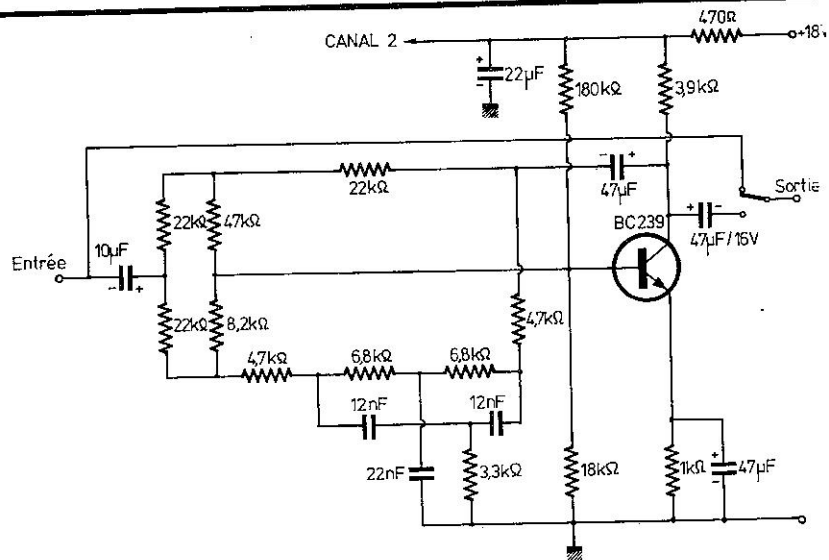 470Ω
+18V
CANAL 2
+
-
22µF
180kΩ
3,9kΩ
22kΩ
- +
47µF
Sortie
22kΩ
47kΩ
BC239
+ -
47µF/16V
10µF
Entrée
- +
22kΩ
8,2kΩ
4,7kΩ
4,7kΩ
6,8kΩ
6,8kΩ
12nF
12nF
22nF
3,3kΩ
18kΩ
1kΩ
+
-
47µF